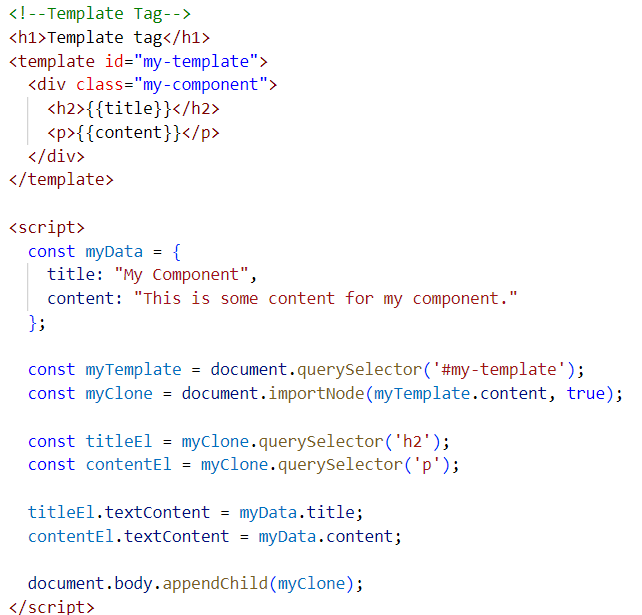 <!--Template Tag-->
<h1>Template tag</h1>
<template id="my-template">
  <div class="my-component">
    <h2>{{title}}</h2>
    <p>{{content}}</p>
  </div>
</template>

<script>
  const myData = {
    title: "My Component",
    content: "This is some content for my component."
  };

  const myTemplate = document.querySelector('#my-template');
  const myClone = document.importNode(myTemplate.content, true);

  const titleEl = myClone.querySelector('h2');
  const contentEl = myClone.querySelector('p');

  titleEl.textContent = myData.title;
  contentEl.textContent = myData.content;

  document.body.appendChild(myClone);
</script>